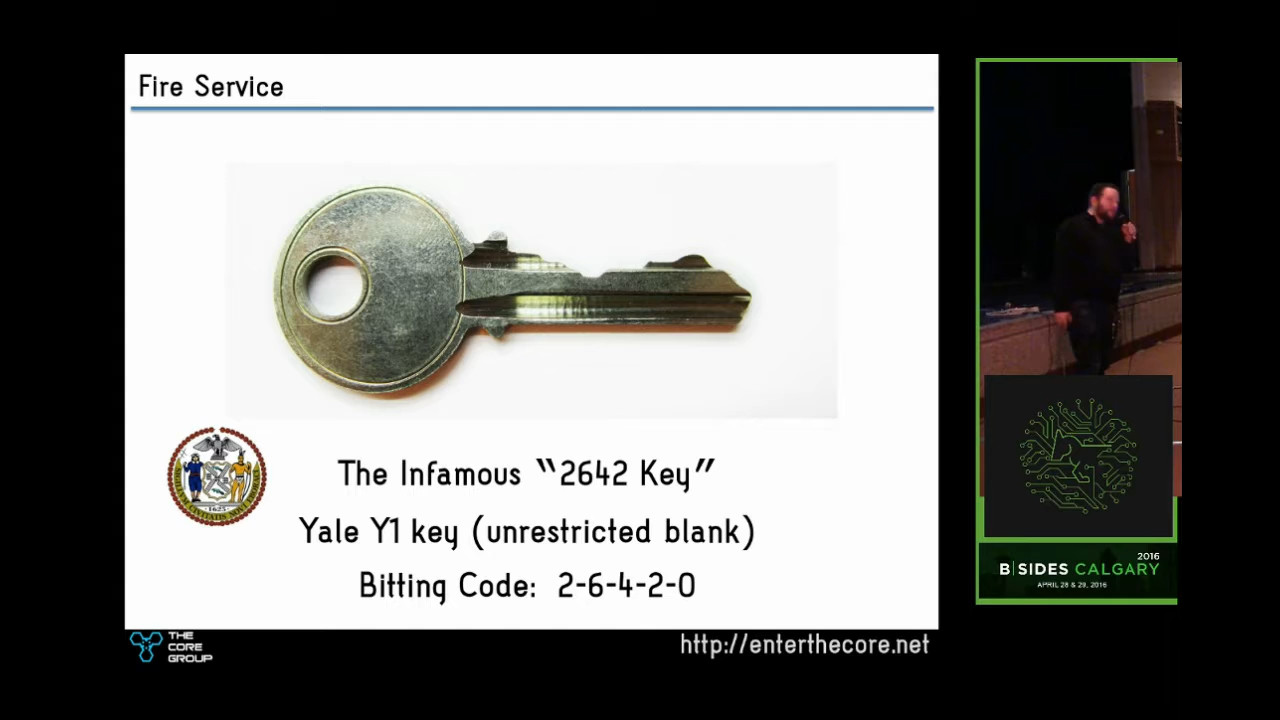 Fire Service
The Infamous “2642 Key”
Yale Y1 key (unrestricted blank)
Bitting Code: 2-6-4-2-0
THE
CORE
GROUP
http://enterthecore.net
2016
B|SIDES CALGARY
APRIL 28 & 29, 2016
1625